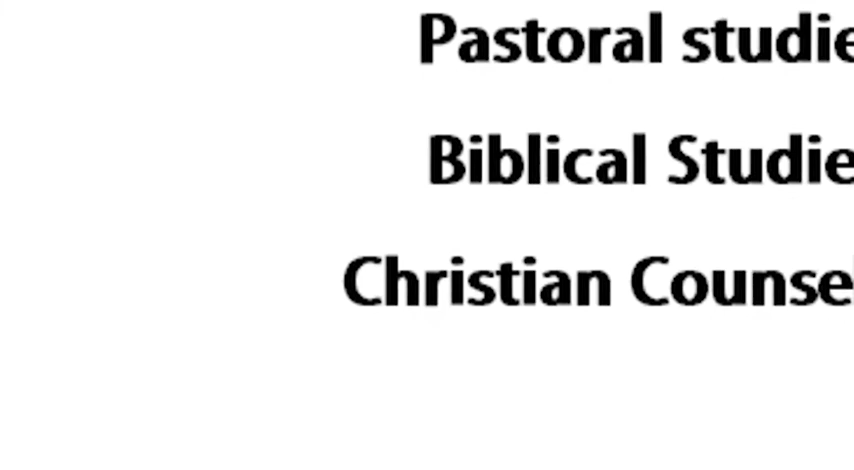 Pastoral studie
Biblical Studie
Christian Counse